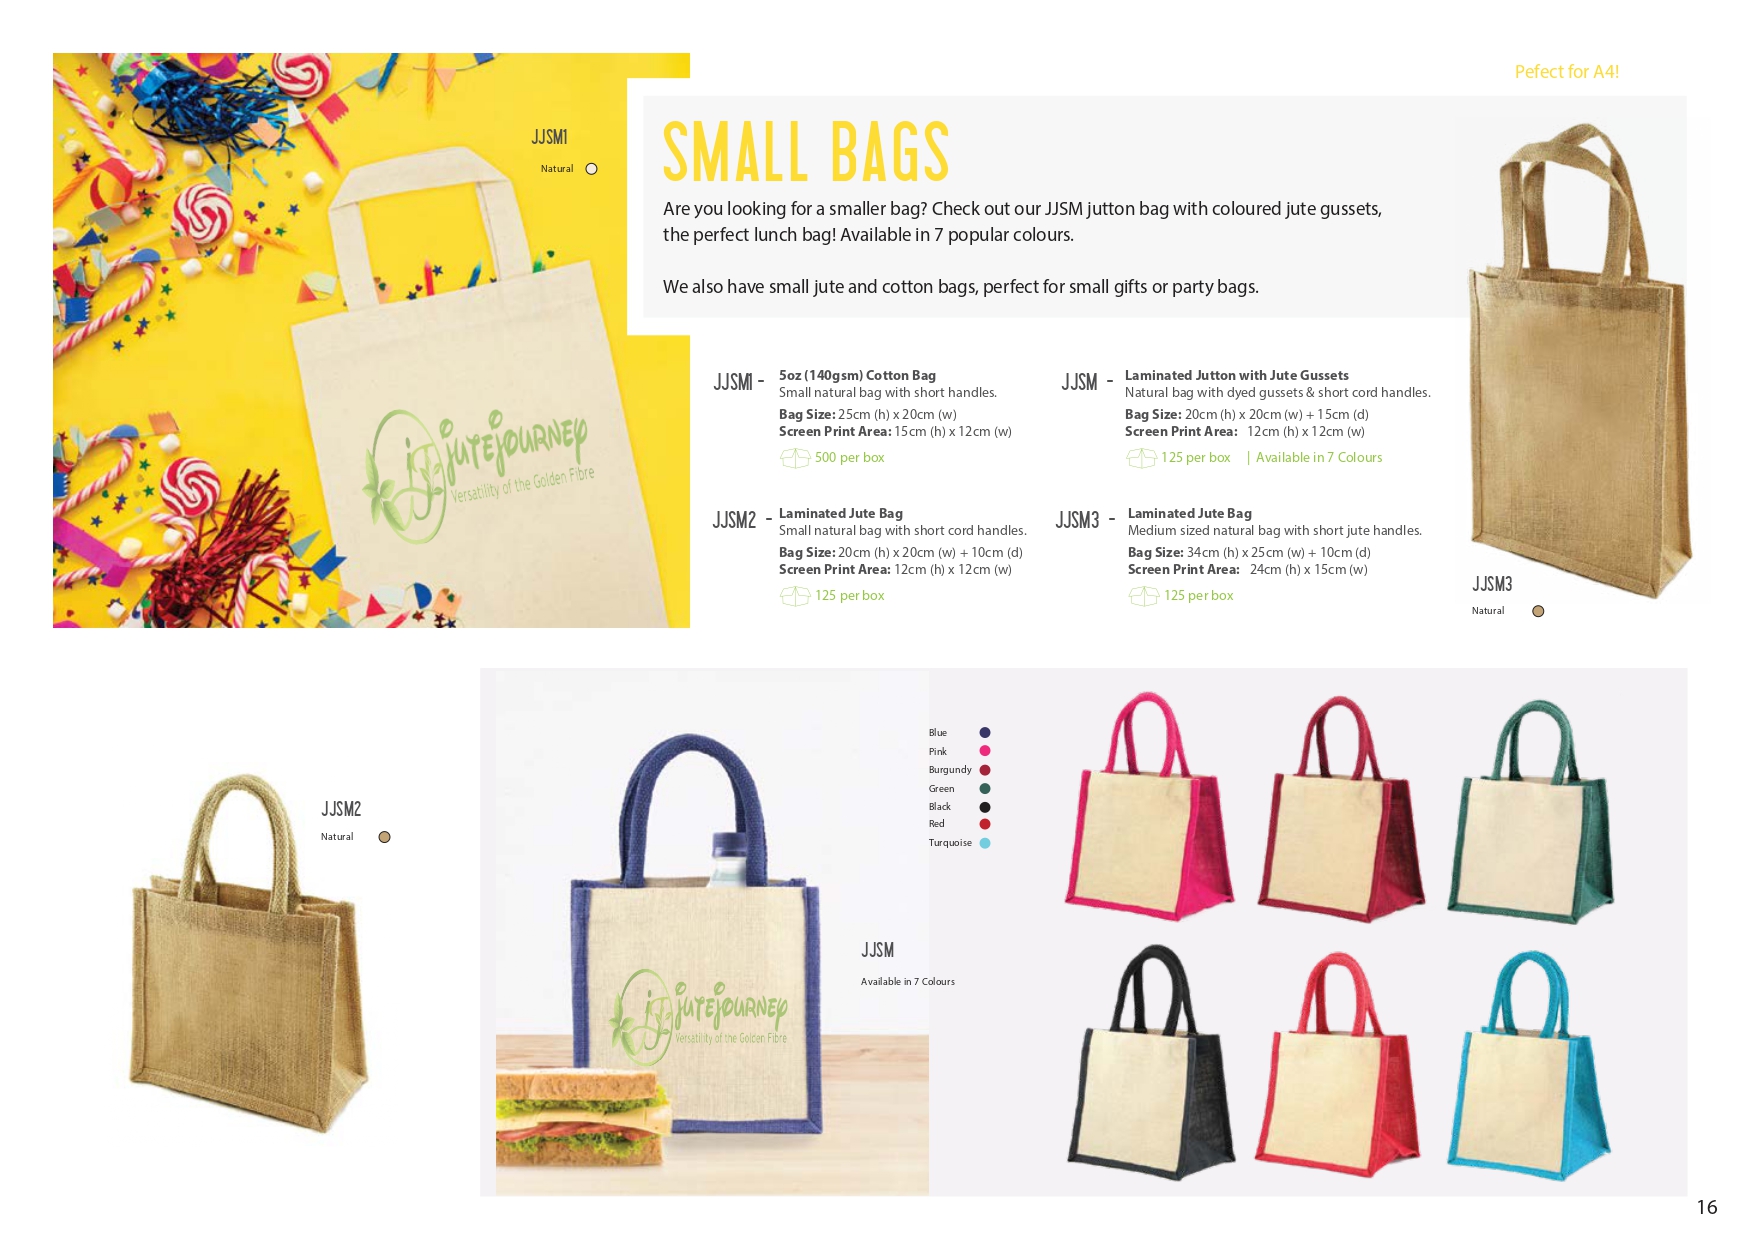 Pefect for A4!
JJSM1
Natural
SMALL BAGS
Are you looking for a smaller bag? Check out our JJSM jutton bag with coloured jute gussets,
the perfect lunch bag! Available in 7 popular colours.
We also have small jute and cotton bags, perfect for small gifts or party bags.
JJSM1 - 5oz (140gsm) Cotton Bag
Small natural bag with short handles.
Bag Size: 25cm (h) x 20cm (w)
Screen Print Area: 15cm (h) x 12cm (w)
500 per box
JJSM - Laminated Jutton with Jute Gussets
Natural bag with dyed gussets & short cord handles.
Bag Size: 20cm (h) x 20cm (w) + 15cm (d)
Screen Print Area: 12cm (h) x 12cm (w)
125 per box | Available in 7 Colours
JJSM2 - Laminated Jute Bag
Small natural bag with short cord handles.
Bag Size: 20cm (h) x 20cm (w) + 10cm (d)
Screen Print Area: 12cm (h) x 12cm (w)
125 per box
JJSM3 - Laminated Jute Bag
Medium sized natural bag with short jute handles.
Bag Size: 34cm (h) x 25cm (w) + 10cm (d)
Screen Print Area: 24cm (h) x 15cm (w)
125 per box
JJSM3
Natural
JUTEJOURNEY
Versatility of the Golden Fibre
JJSM2
Natural
Blue
Pink
Burgundy
Green
Black
Red
Turquoise
JJSM
Available in 7 Colours
JUTEJOURNEY
Versatility of the Golden Fibre
16